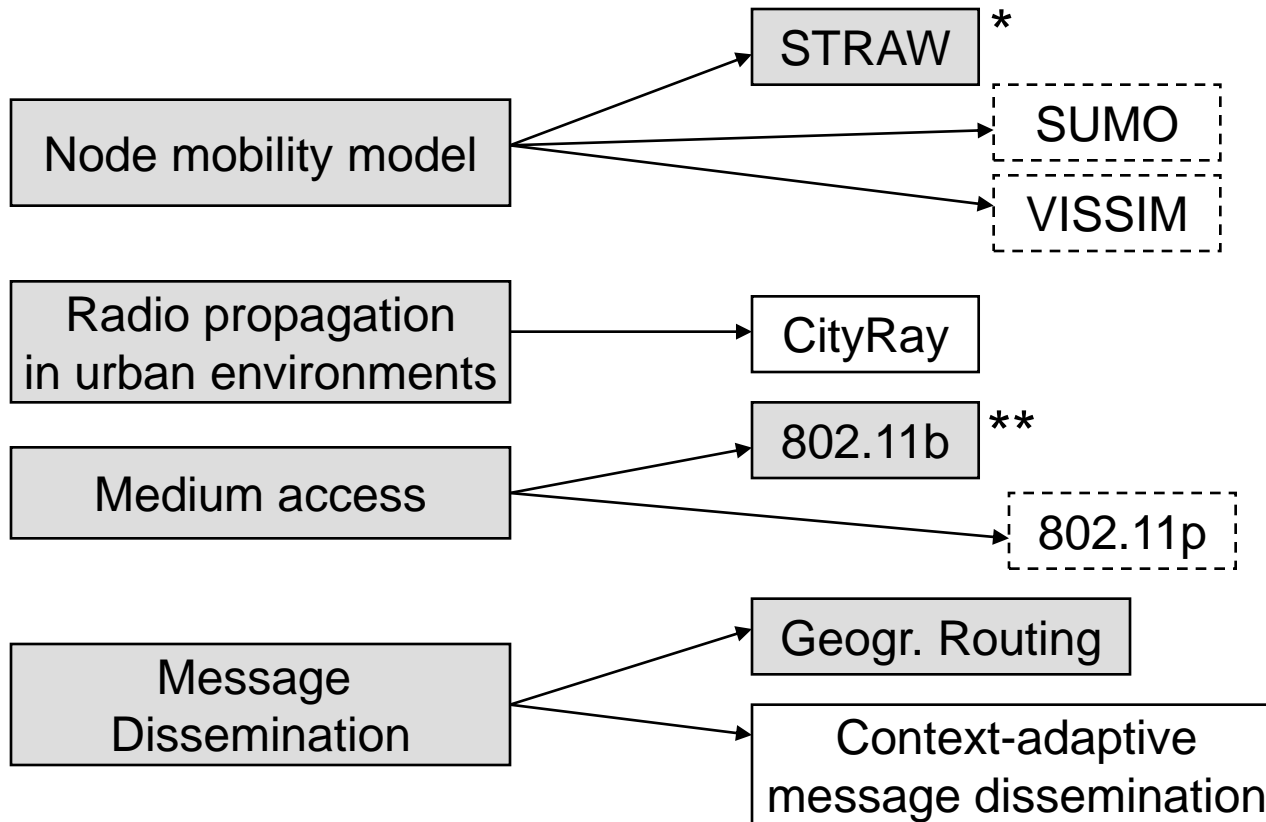 STRAW *
Node mobility model
SUMO
VISSIM
Radio propagation
in urban environments
CityRay
Medium access
802.11b **
802.11p
Message
Dissemination
Geogr. Routing
Context-adaptive
message dissemination